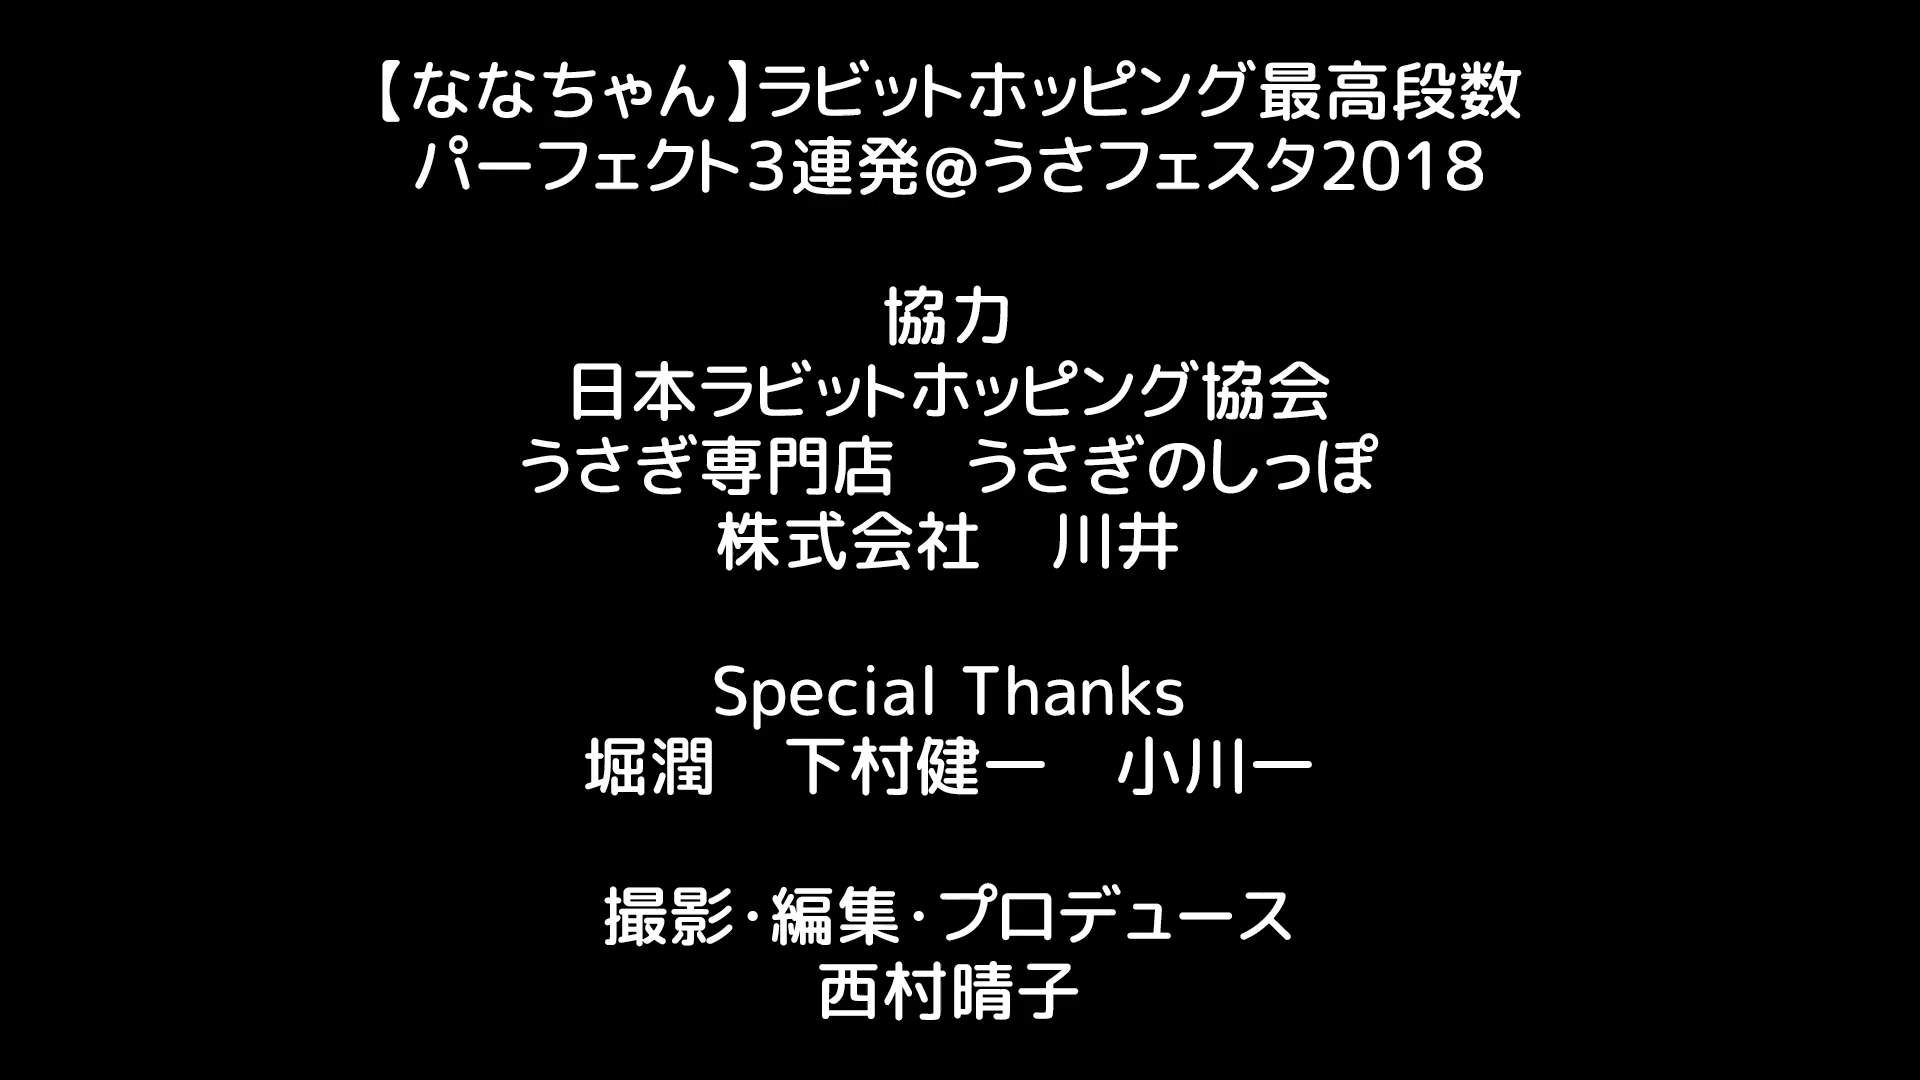 【ななちゃん】ラビットホッピング最高段数
パーフェクト３連発@うさフェスタ2018
協力
日本ラビットホッピング協会
うさぎ専門店　うさぎのしっぽ
株式会社　川井
Special Thanks
堀潤　下村健一　小川一
撮影・編集・プロデュース
西村晴子